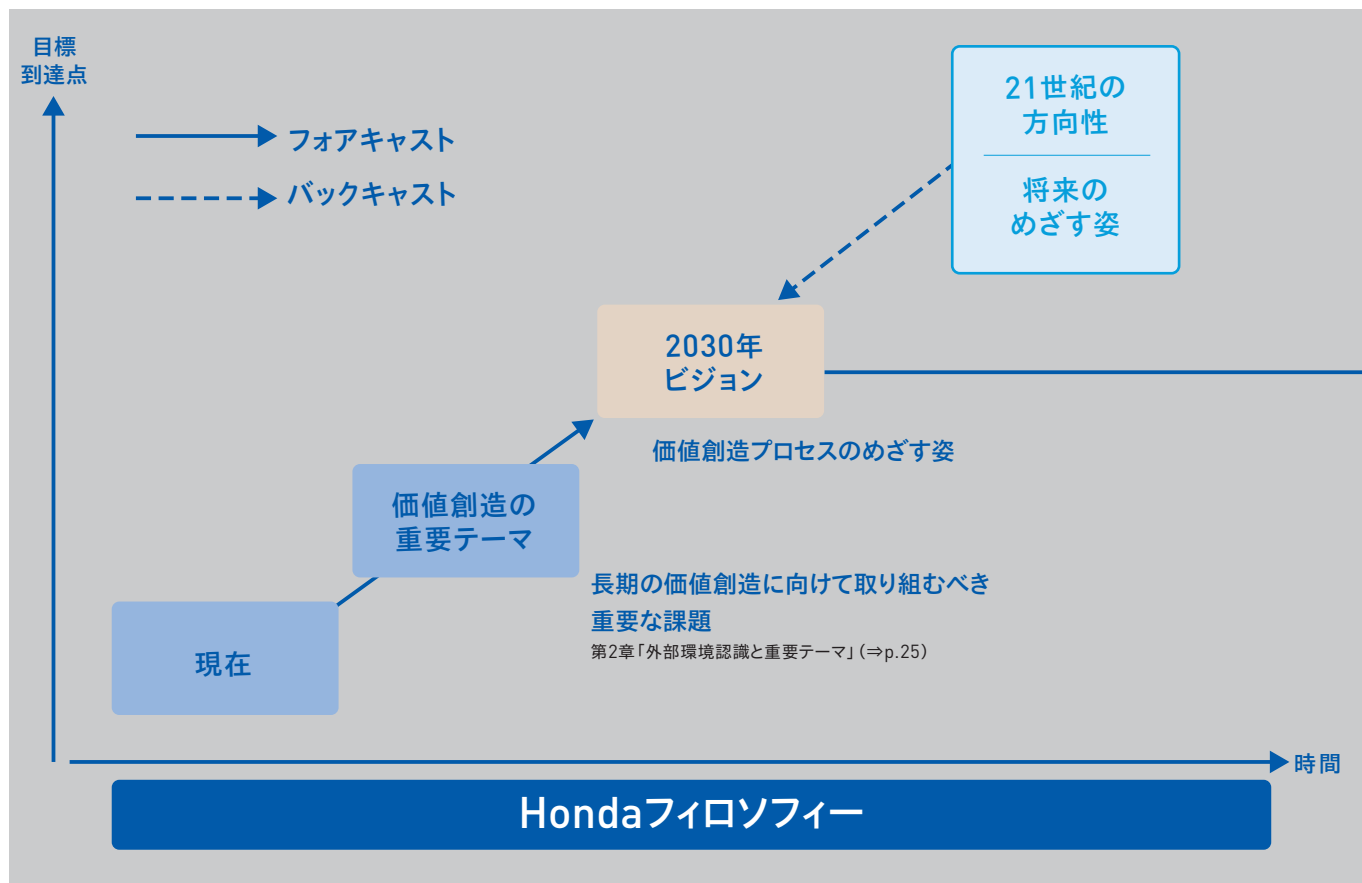 目標
到達点
フォアキャスト
バックキャスト
21世紀の
方向性
将来の
めざす姿
2030年
ビジョン
価値創造プロセスのめざす姿
価値創造の
重要テーマ
長期の価値創造に向けて取り組むべき
重要な課題
第2章「外部環境認識と重要テーマ」(⇒p.25)
現在
時間
Hondaフィロソフィー